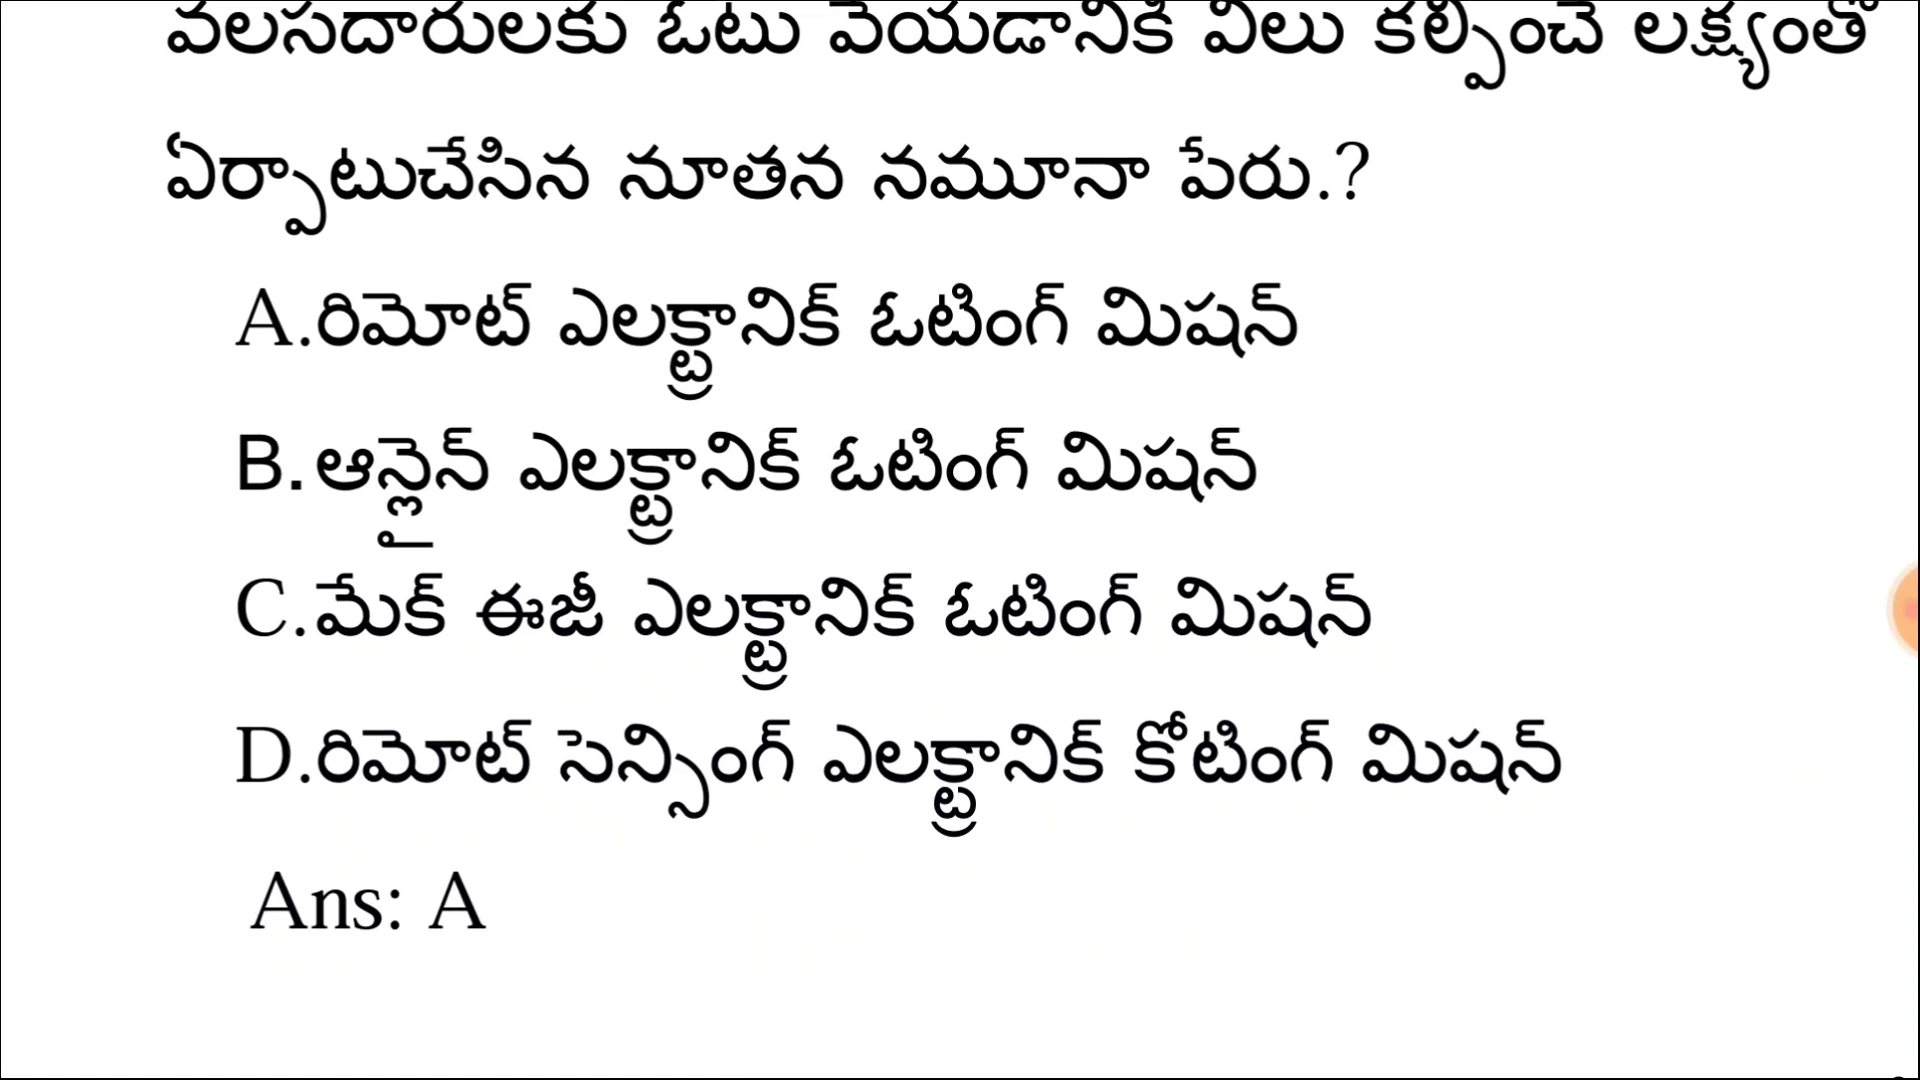 వలసదారులకు ఓటు వేయడానికి వీలు కల్పించే లక్ష్యంతో
ఏర్పాటుచేసిన నూతన నమూనా పేరు.?
A.రిమోట్ ఎలక్ట్రానిక్ ఓటింగ్ మిషన్
B.ఆన్లైన్ ఎలక్ట్రానిక్ ఓటింగ్ మిషన్
C.మేక్ ఈజీ ఎలక్ట్రానిక్ ఓటింగ్ మిషన్
D.రిమోట్ సెన్సింగ్ ఎలక్ట్రానిక్ కోటింగ్ మిషన్
Ans: A